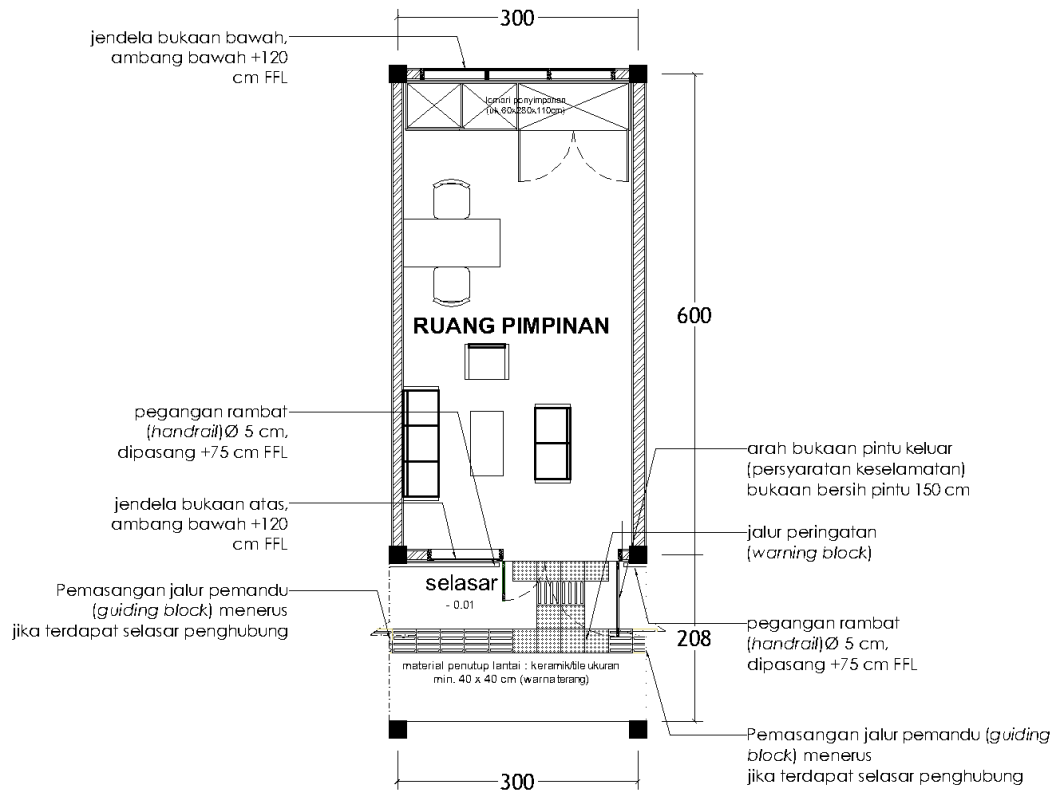 300
jendela bukaan bawah,
ambang bawah +120
cm FFL
lemari penyimpanan
(uk.60x280x110cm)
600
RUANG PIMPINAN
pegangan rambat
(handrail)Ø 5 cm,
dipasang +75 cm FFL
arah bukaan pintu keluar
(persyaratan keselamatan)
bukaan bersih pintu 150 cm
jendela bukaan atas,
ambang bawah +120
cm FFL
jalur peringatan
(warning block)
selasar
- 0.01
Pemasangan jalur pemandu
(guiding block) menerus
jika terdapat selasar penghubung
208
pegangan rambat
(handrail)Ø 5 cm,
dipasang +75 cm FFL
material penutup lantai : keramik/tile ukuran
min. 40 x 40 cm (warna terang)
Pemasangan jalur pemandu (guiding
block) menerus
jika terdapat selasar penghubung
300